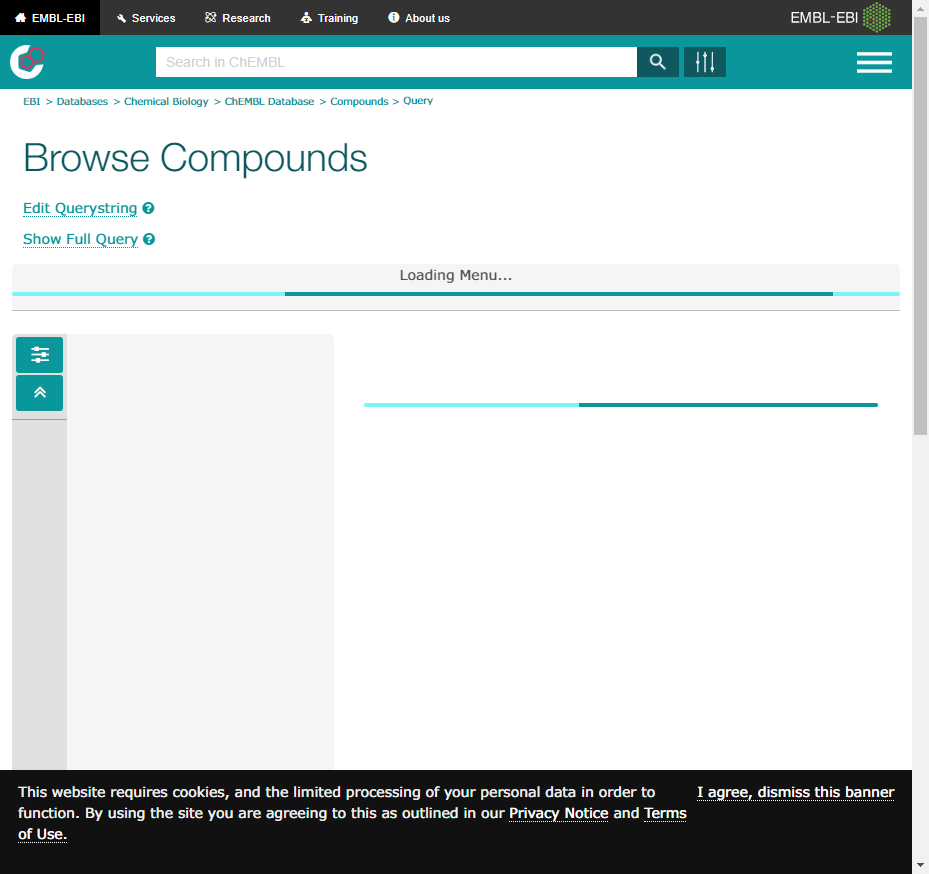 EMBL-EBI Services Research Training About us EMBL-EBI
Search in ChEMBL
EBI > Databases > Chemical Biology > ChEMBL Database > Compounds > Query
Browse Compounds
Edit Querystring
Show Full Query
Loading Menu...
This website requires cookies, and the limited processing of your personal data in order to
function. By using the site you are agreeing to this as outlined in our Privacy Notice and Terms
of Use.
I agree, dismiss this banner